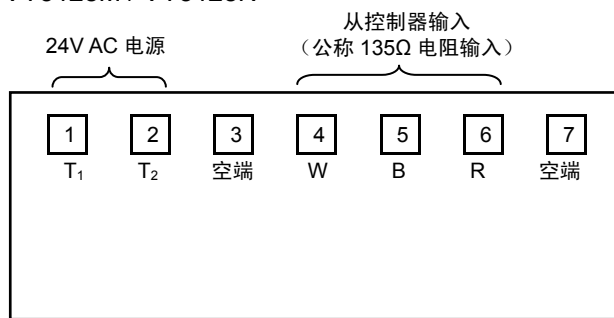 24V AC 电源
从控制器输入
（公称 135Ω 电阻输入）
1 2 3 4 5 6 7
T₁ T₂ 空端 W B R 空端